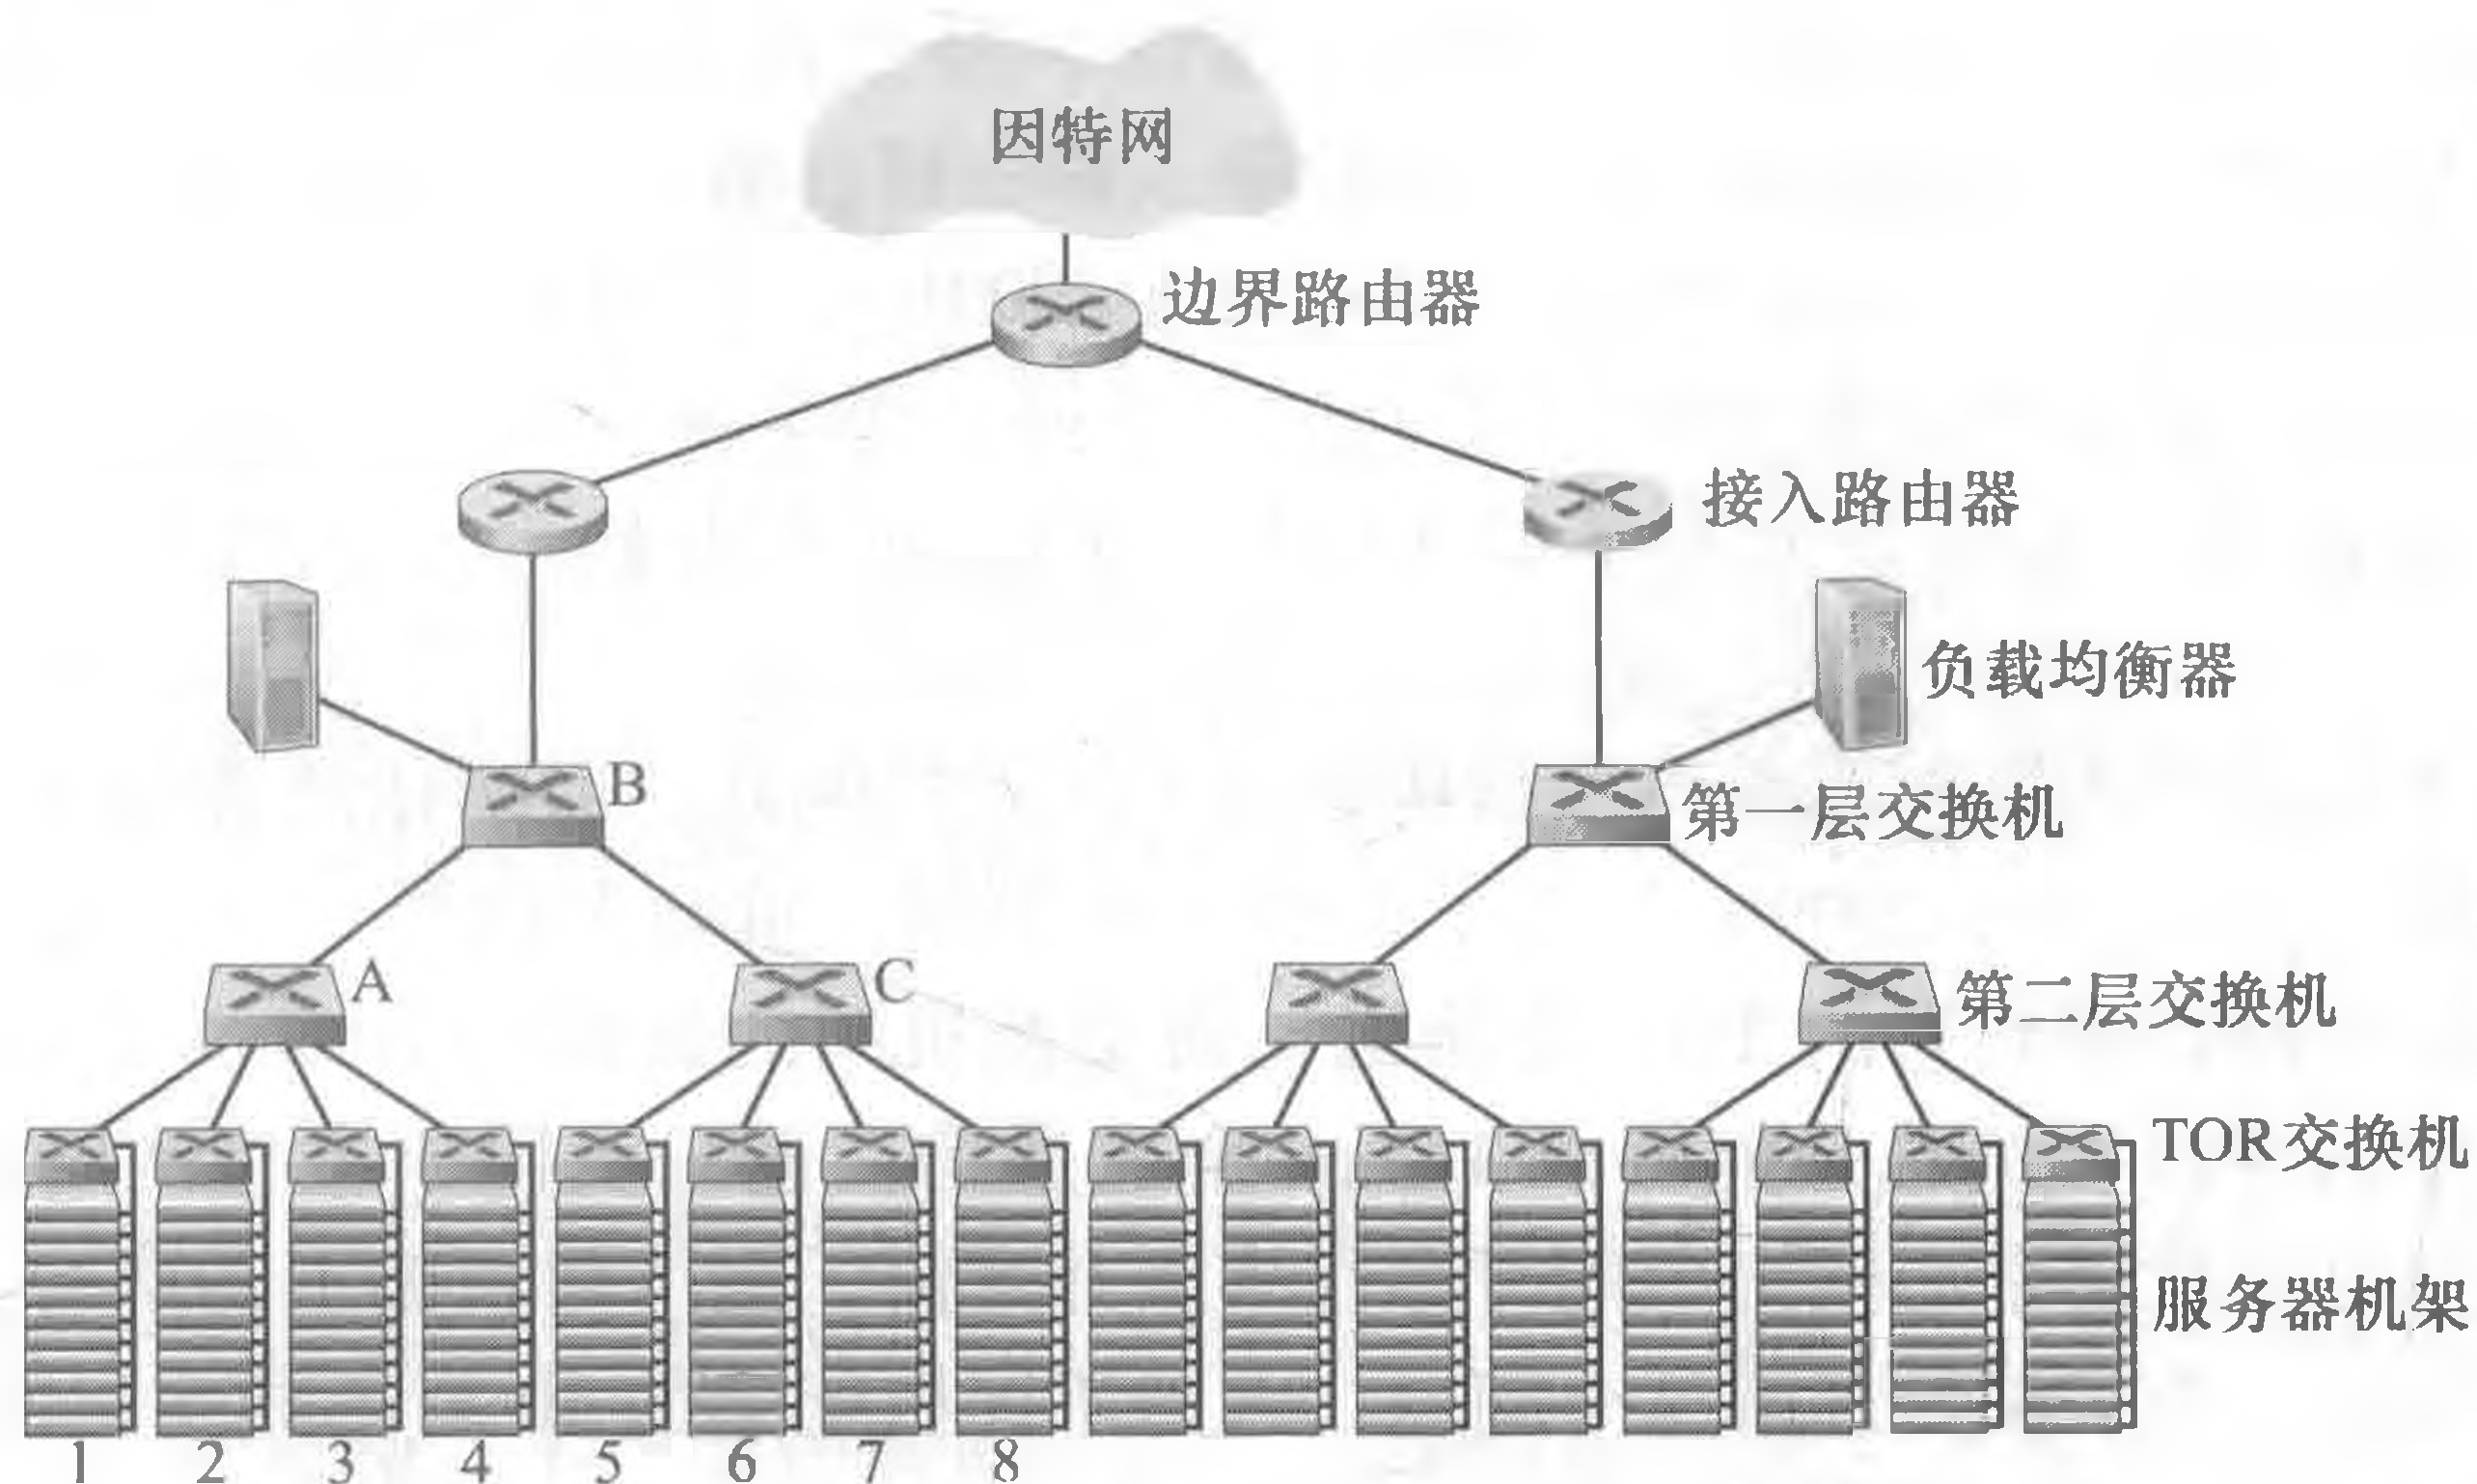 因特网
边界路由器
接入路由器
负载均衡器
B
第一层交换机
A
C
第二层交换机
TOR交换机
服务器机架
1 2 3 4 5 6 7 8